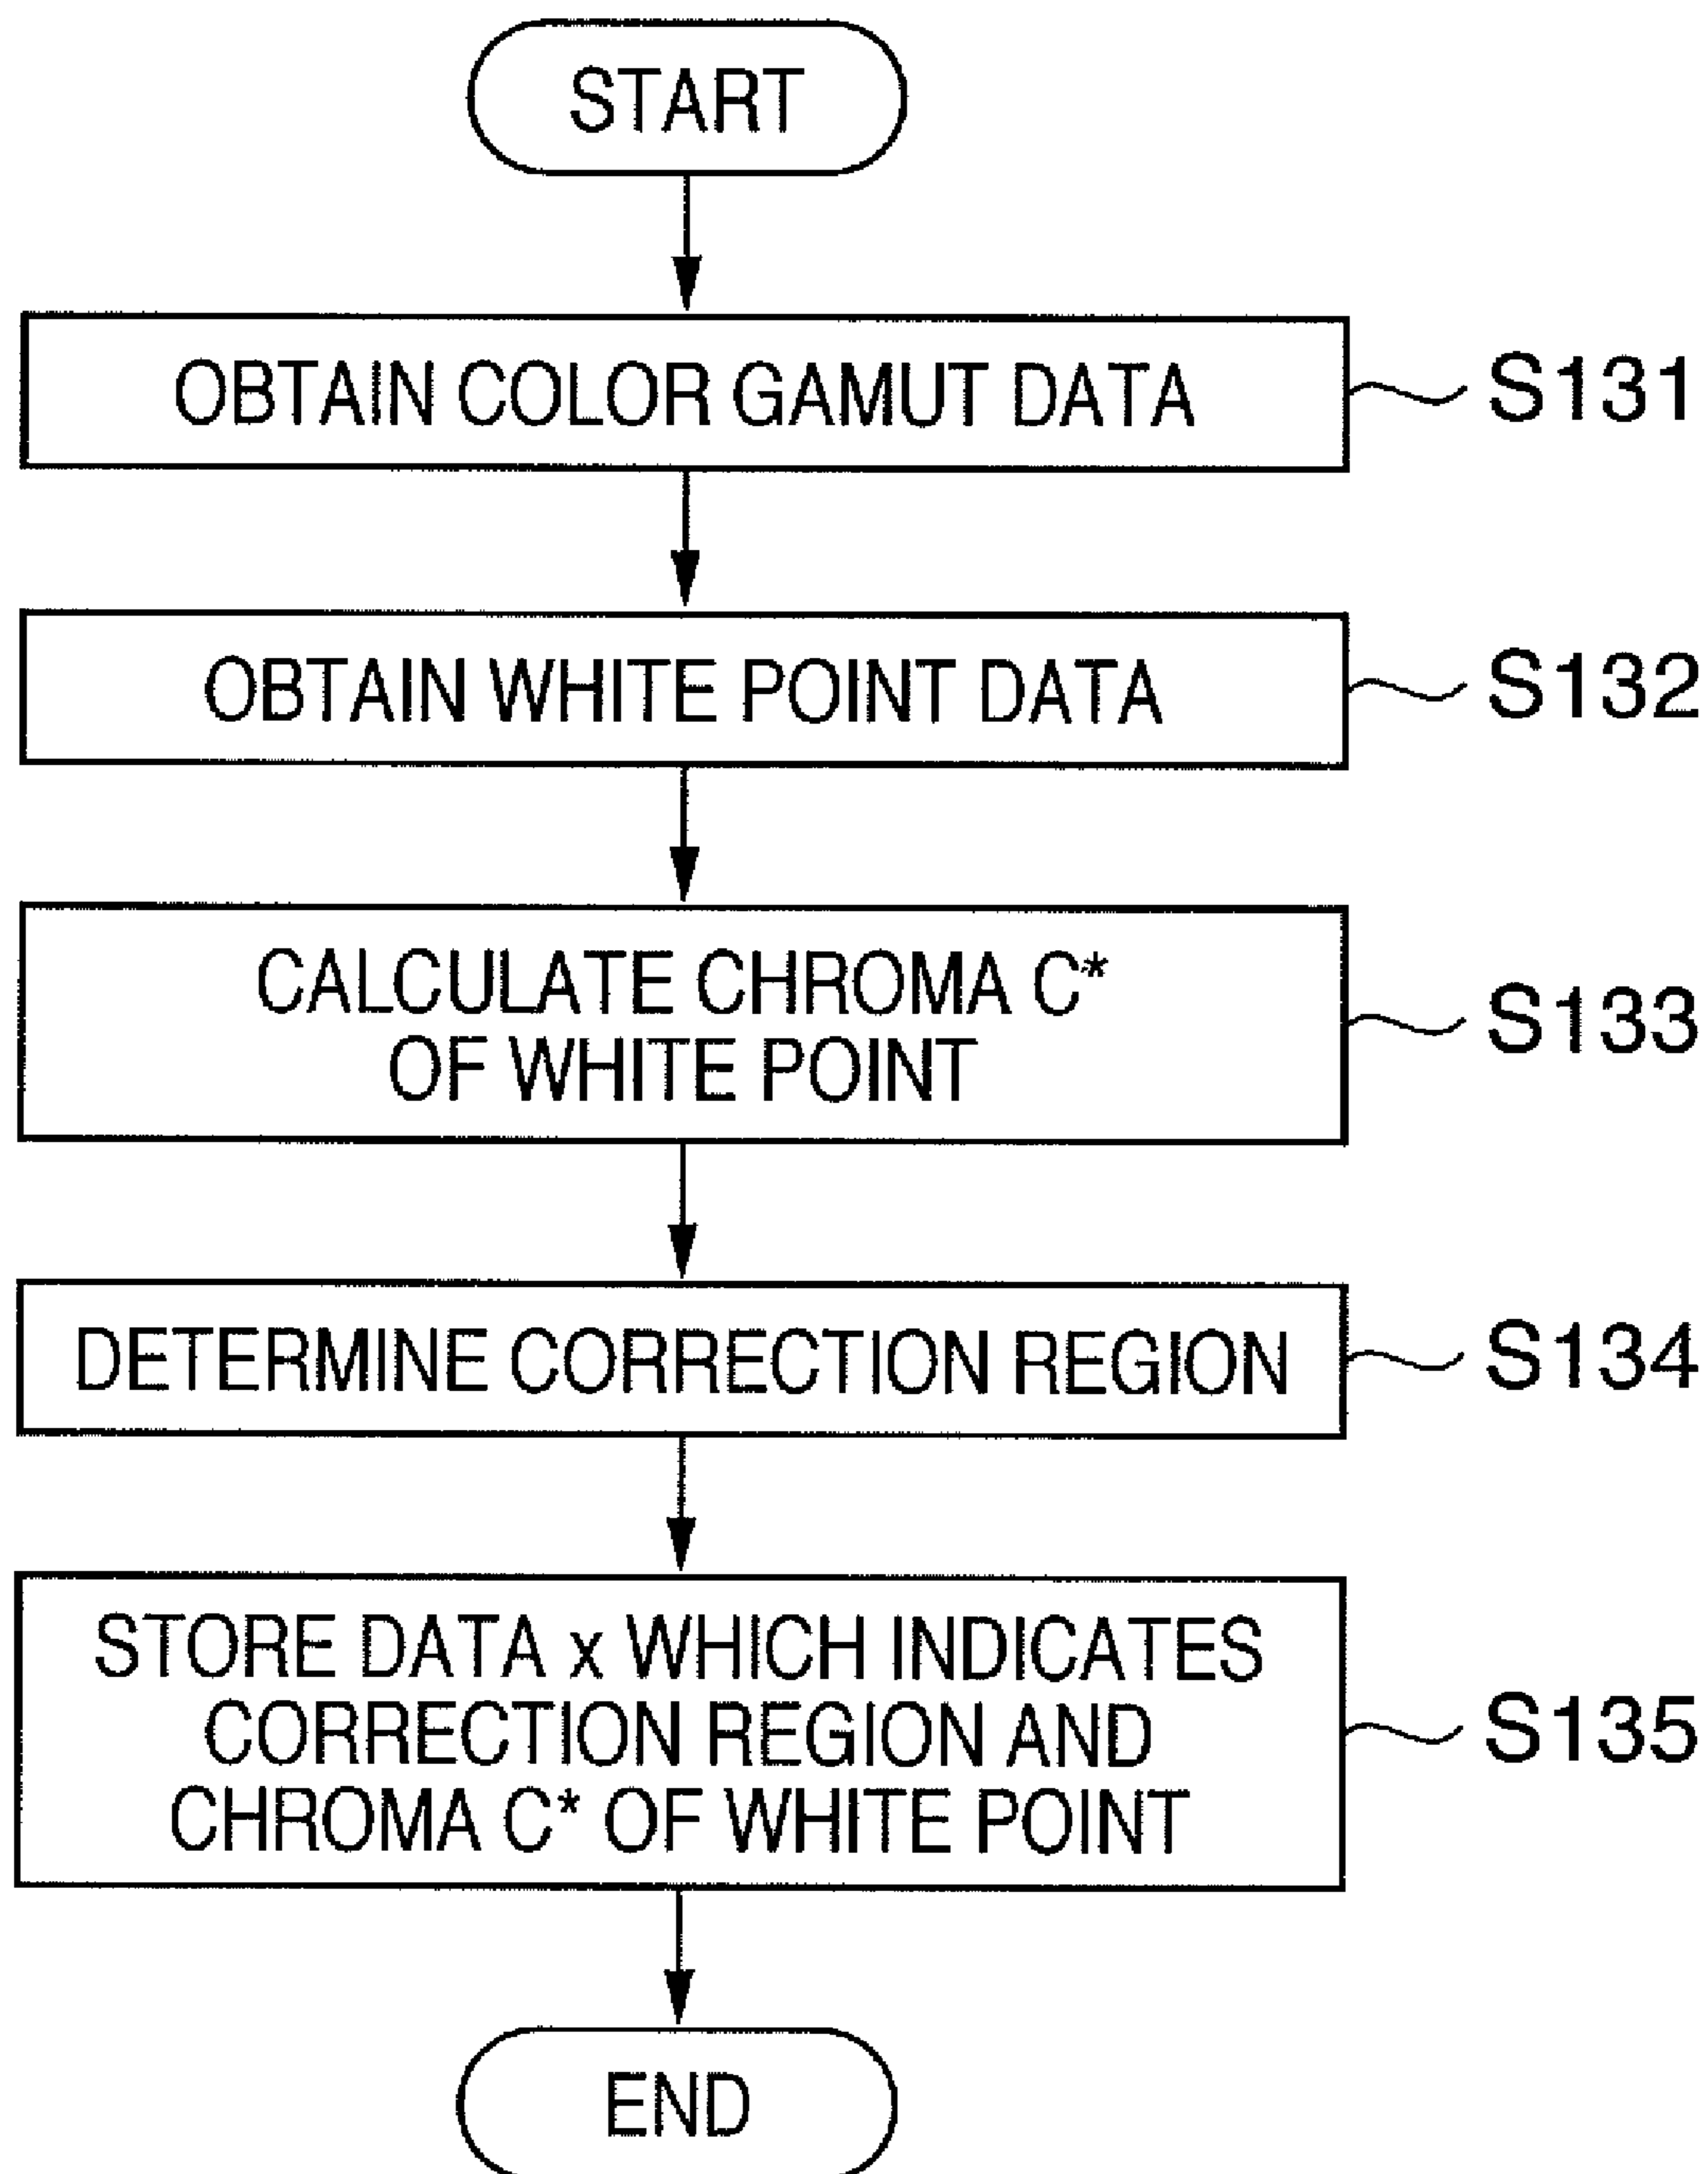 START
OBTAIN COLOR GAMUT DATA
S131
OBTAIN WHITE POINT DATA
S132
CALCULATE CHROMA C*
OF WHITE POINT
S133
DETERMINE CORRECTION REGION
S134
STORE DATA x WHICH INDICATES
CORRECTION REGION AND
CHROMA C* OF WHITE POINT
S135
END